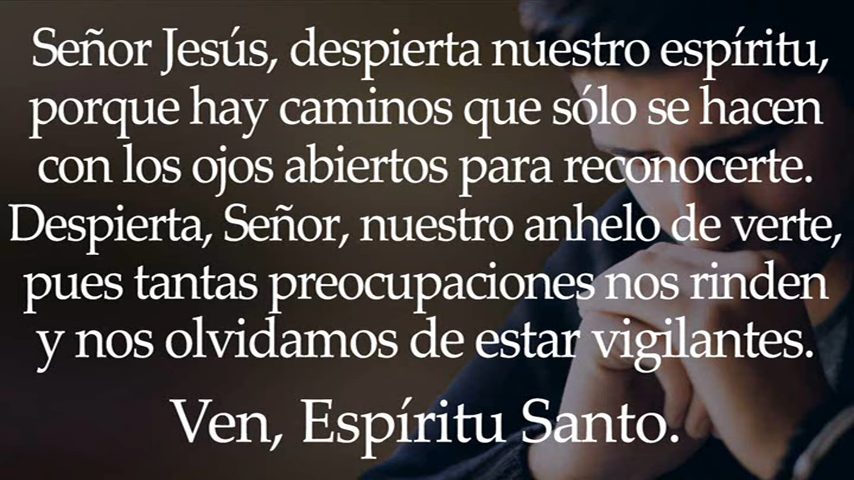 Señor Jesús, despierta nuestro espíritu,
porque hay caminos que sólo se hacen
con los ojos abiertos para reconocerte.
Despierta, Señor, nuestro anhelo de verte,
pues tantas preocupaciones nos rinden
y nos olvidamos de estar vigilantes.
Ven, Espíritu Santo.